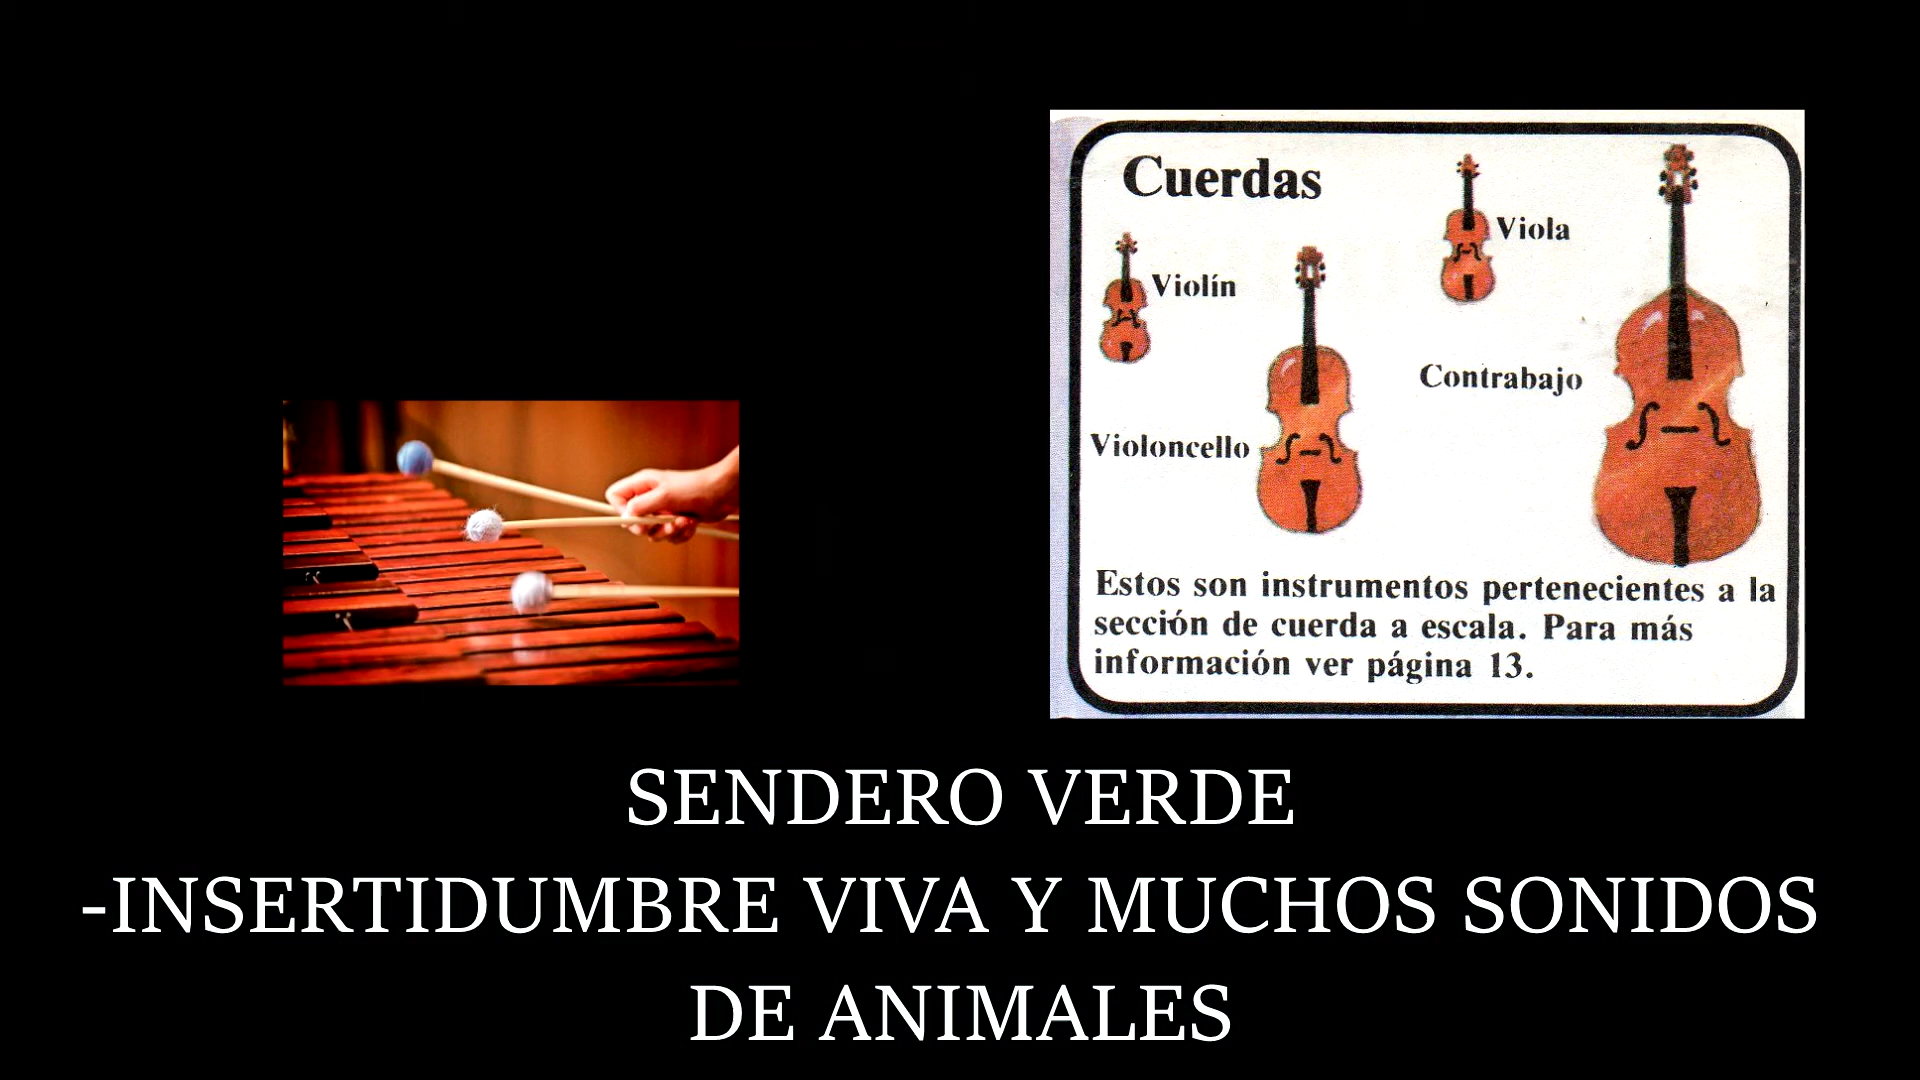 Cuerdas
Viola
Violín
Contrabajo
Violoncello
Estos son instrumentos pertenecientes a la
sección de cuerda a escala. Para más
información ver página 13.
SENDERO VERDE
-INSERTIDUMBRE VIVA Y MUCHOS SONIDOS
DE ANIMALES